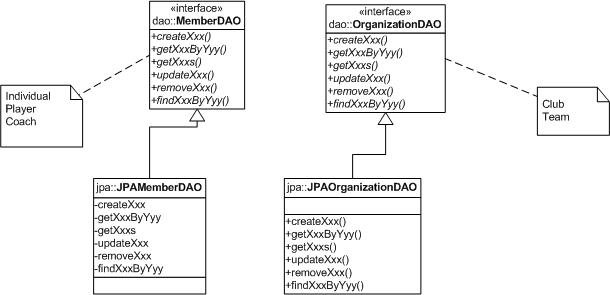 «interface»
dao::MemberDAO
+createXxx()
+getXxxByYyy()
+getXxxs()
+updateXxx()
+removeXxx()
+findXxxByYyy()
«interface»
dao::OrganizationDAO
+createXxx()
+getXxxByYyy()
+getXxxs()
+updateXxx()
+removeXxx()
+findXxxByYyy()
Individual
Player
Coach
Club
Team
jpa::JPAMemberDAO
-createXxx
-getXxxByYyy
-getXxxs
-updateXxx
-removeXxx
-findXxxByYyy
jpa::JPAOrganizationDAO
+createXxx()
+getXxxByYyy()
+getXxxs()
+updateXxx()
+removeXxx()
+findXxxByYyy()